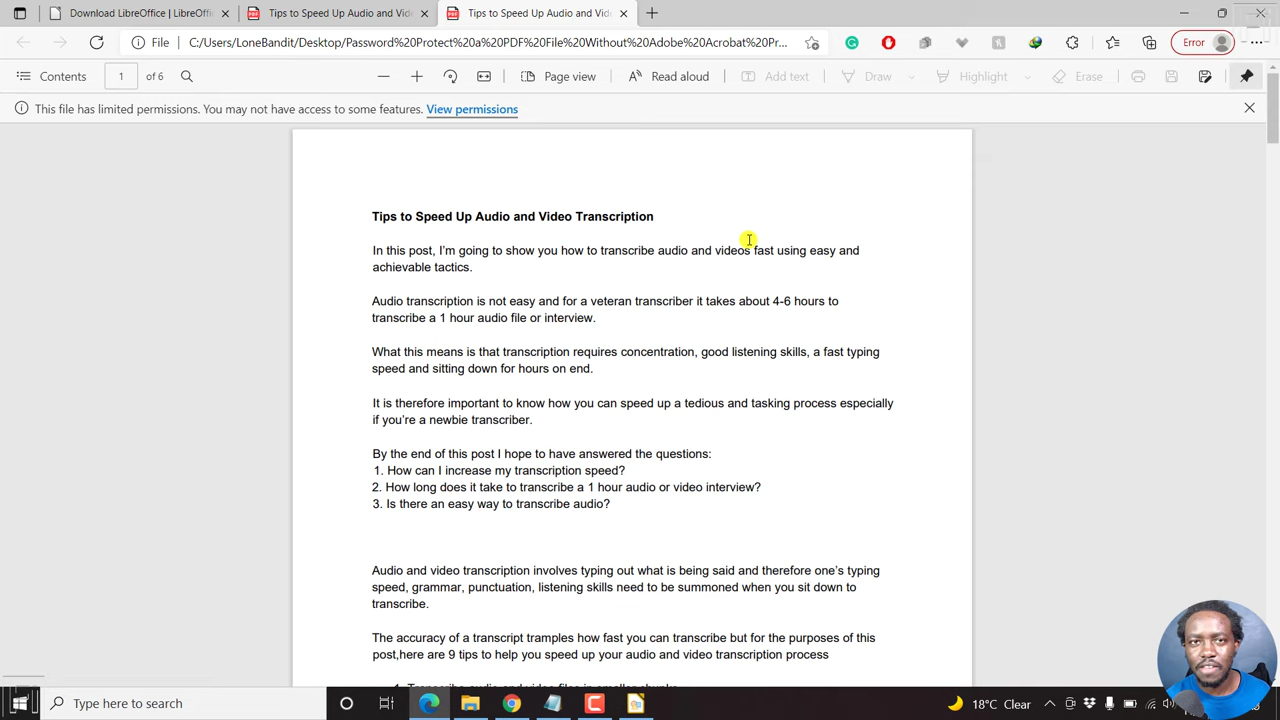 Download LibreOffice | LibreOffi
Tips to Speed Up Audio and Vid
Tips to Speed Up Audio and Vid
File
C:/Users/LoneBandit/Desktop/Password%20Protect%20a%20PDF%20File%20Without%20Adobe%20Acrobat%20Pr...
Error
Contents
1
of 6
Page view
Read aloud
Add text
Draw
Highlight
Erase
This file has limited permissions. You may not have access to some features.
View permissions
Tips to Speed Up Audio and Video Transcription
In this post, I'm going to show you how to transcribe audio and videos fast using easy and
achievable tactics.
Audio transcription is not easy and for a veteran transcriber it takes about 4-6 hours to
transcribe a 1 hour audio file or interview.
What this means is that transcription requires concentration, good listening skills, a fast typing
speed and sitting down for hours on end.
It is therefore important to know how you can speed up a tedious and tasking process especially
if you're a newbie transcriber.
By the end of this post I hope to have answered the questions:
1. How can I increase my transcription speed?
2. How long does it take to transcribe a 1 hour audio or video interview?
3. Is there an easy way to transcribe audio?
Audio and video transcription involves typing out what is being said and therefore one's typing
speed, grammar, punctuation, listening skills need to be summoned when you sit down to
transcribe.
The accuracy of a transcript tramples how fast you can transcribe but for the purposes of this
post,here are 9 tips to help you speed up your audio and video transcription process
Type here to search
18°C Clear